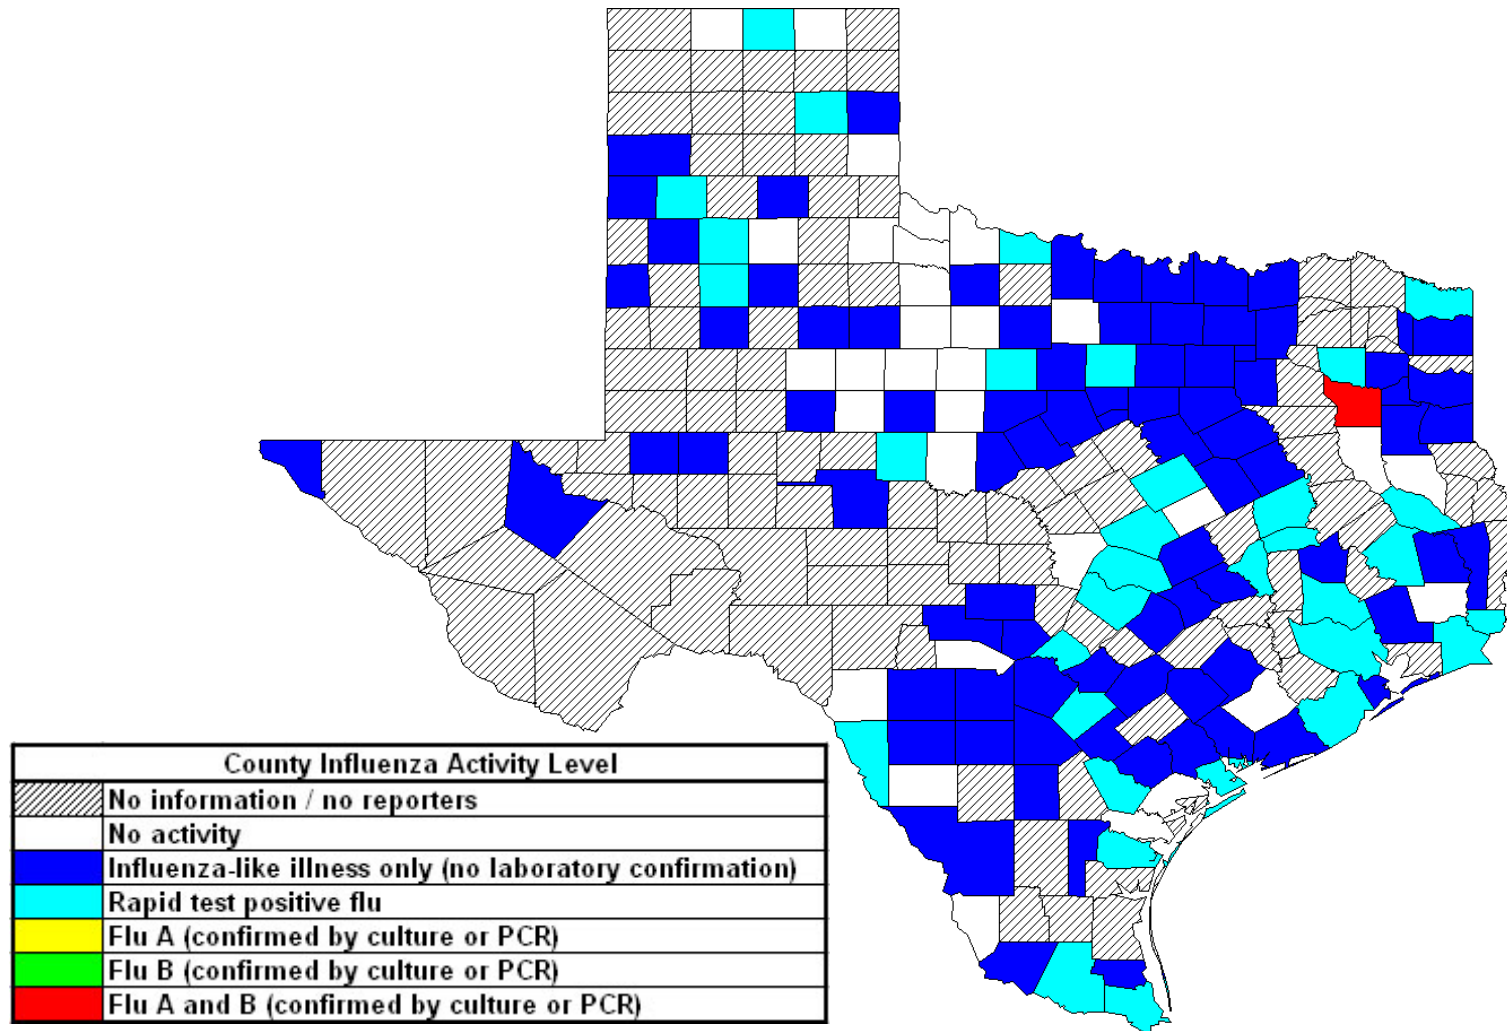 County Influenza Activity Level
No information / no reporters
No activity
Influenza-like illness only (no laboratory confirmation)
Rapid test positive flu
Flu A (confirmed by culture or PCR)
Flu B (confirmed by culture or PCR)
Flu A and B (confirmed by culture or PCR)